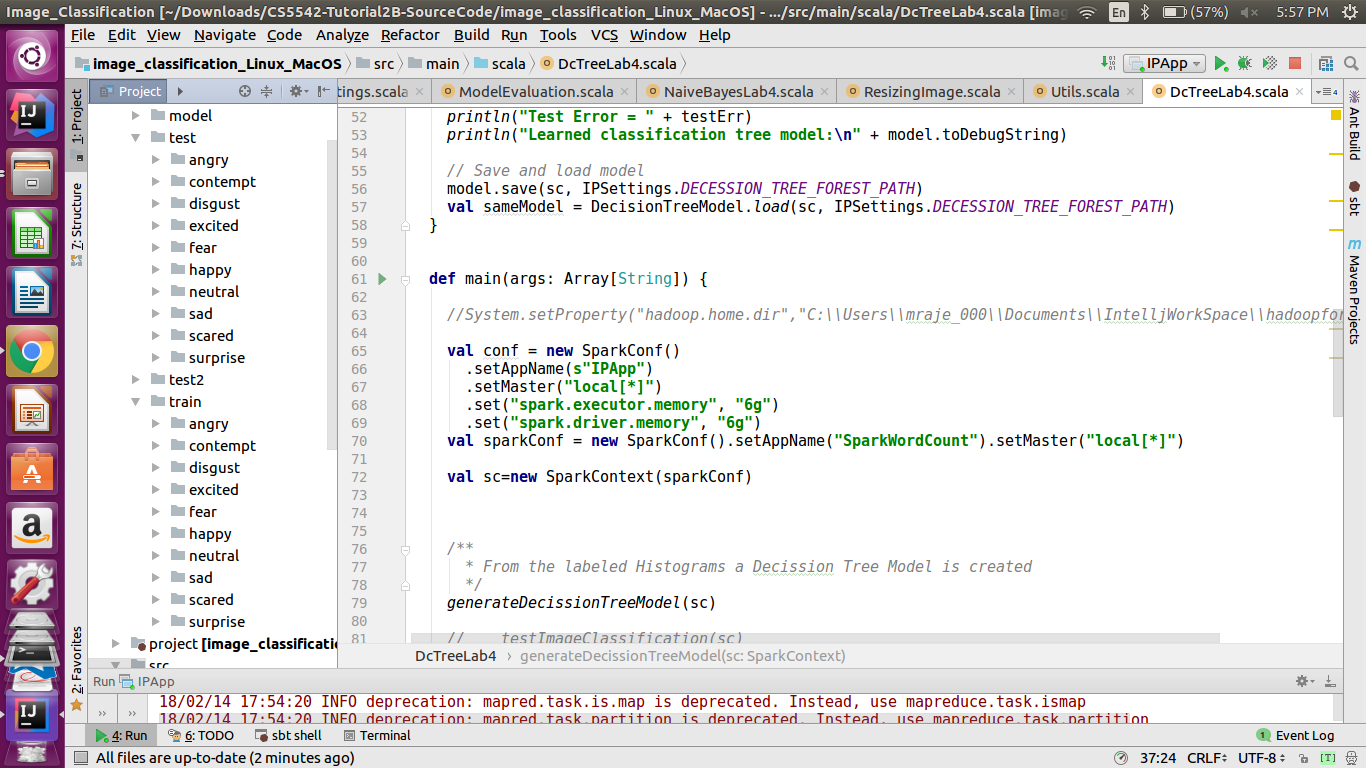 Image_Classification [~/Downloads/CS5542-Tutorial2B-SourceCode/image_classification_Linux_MacOS] - .../src/main/scala/DcTreeLab4.scala [imag
En
(57%)
5:57 PM
File Edit View Navigate Code Analyze Refactor Build Run Tools VCS Window Help
image_classification_Linux_MacOS
src
main
scala
DcTreeLab4.scala
IPApp
Project
tings.scala
ModelEvaluation.scala
NaiveBayesLab4.scala
ResizingImage.scala
Utils.scala
DcTreeLab4.scala
4
1: Project
7: Structure
2: Favorites
model
test
angry
contempt
disgust
excited
fear
happy
neutral
sad
scared
surprise
test2
train
angry
contempt
disgust
excited
fear
happy
neutral
sad
scared
surprise
project [image_classificatio
src
52 println("Test Error = " + testErr)
53 println("Learned classification tree model:\n" + model.toDebugString)
54
55 // Save and load model
56 model.save(sc, IPSettings.DECESSION_TREE_FOREST_PATH)
57 val sameModel = DecisionTreeModel.load(sc, IPSettings.DECESSION_TREE_FOREST_PATH)
58 }
59
60
61 def main(args: Array[String]) {
62
63 //System.setProperty("hadoop.home.dir","C:\\Users\\mraje_000\\Documents\\IntelljWorkSpace\\hadoopfor
64
65 val conf = new SparkConf()
66 .setAppName(s"IPApp")
67 .setMaster("local[*]")
68 .set("spark.executor.memory", "6g")
69 .set("spark.driver.memory", "6g")
70 val sparkConf = new SparkConf().setAppName("SparkWordCount").setMaster("local[*]")
71
72 val sc=new SparkContext(sparkConf)
73
74
75
76 /**
77 * From the labeled Histograms a Decission Tree Model is created
78 */
79 generateDecissionTreeModel(sc)
80
81 // testImageClassification(sc)
DcTreeLab4 › generateDecissionTreeModel(sc: SparkContext)
Ant Build
sbt
m
Maven Projects
Run IPApp
18/02/14 17:54:20 INFO deprecation: mapred.task.is.map is deprecated. Instead, use mapreduce.task.ismap
18/02/14 17:54:20 INFO deprecation: mapred.task.partition is deprecated. Instead, use mapreduce.task.partition
4: Run
6: TODO
sbt shell
Terminal
1 Event Log
All files are up-to-date (2 minutes ago)
37:24 CRLF UTF-8 [T]